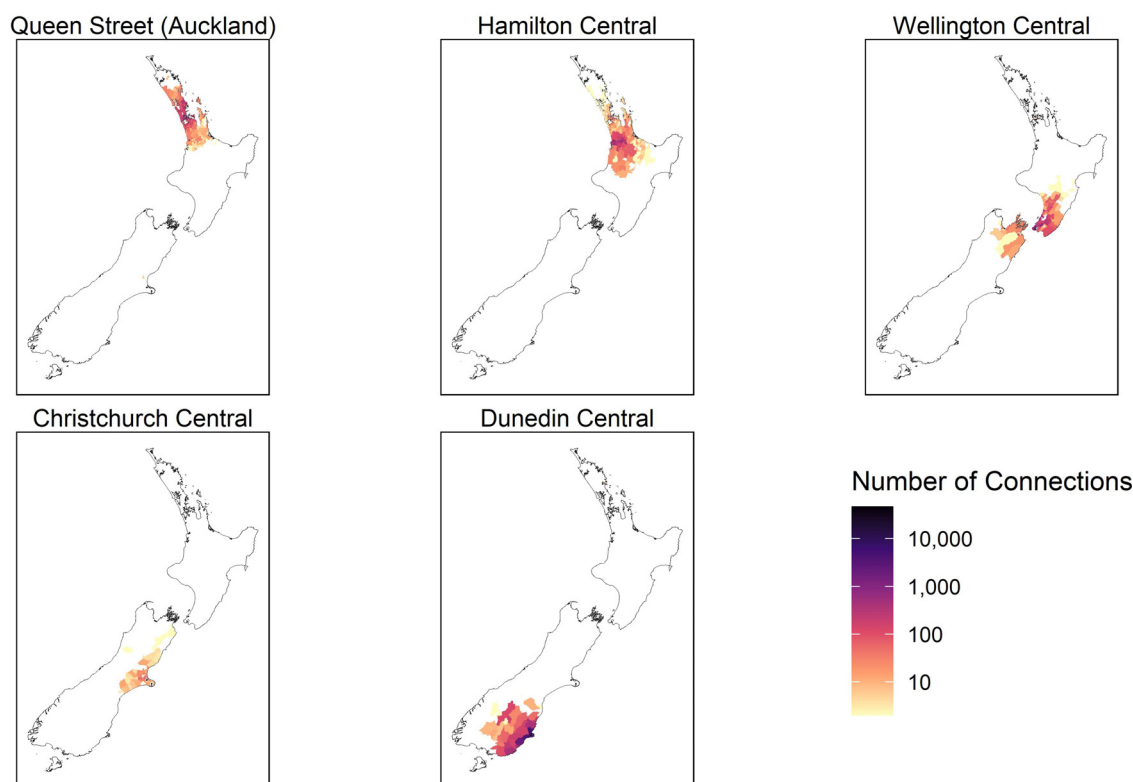 Queen Street (Auckland)
Hamilton Central
Wellington Central
Christchurch Central
Dunedin Central
Number of Connections
10,000
1,000
100
10